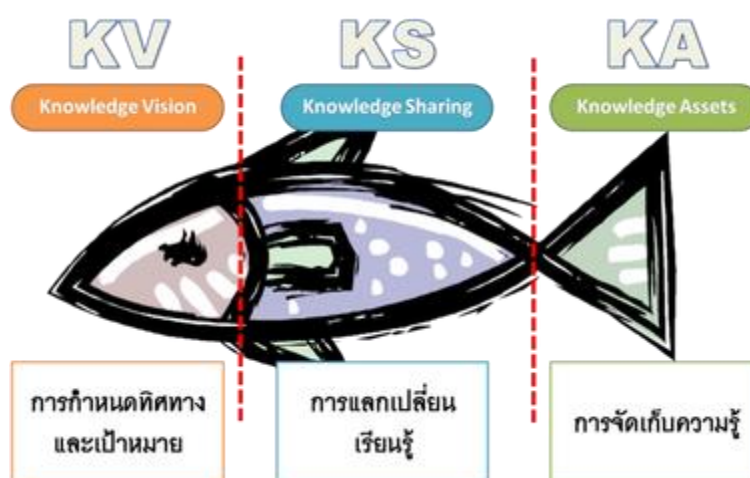 KV
KS
KA
Knowledge Vision
Knowledge Sharing
Knowledge Assets
การกำหนดทิศทาง
และเป้าหมาย
การแลกเปลี่ยน
เรียนรู้
การจัดเก็บความรู้